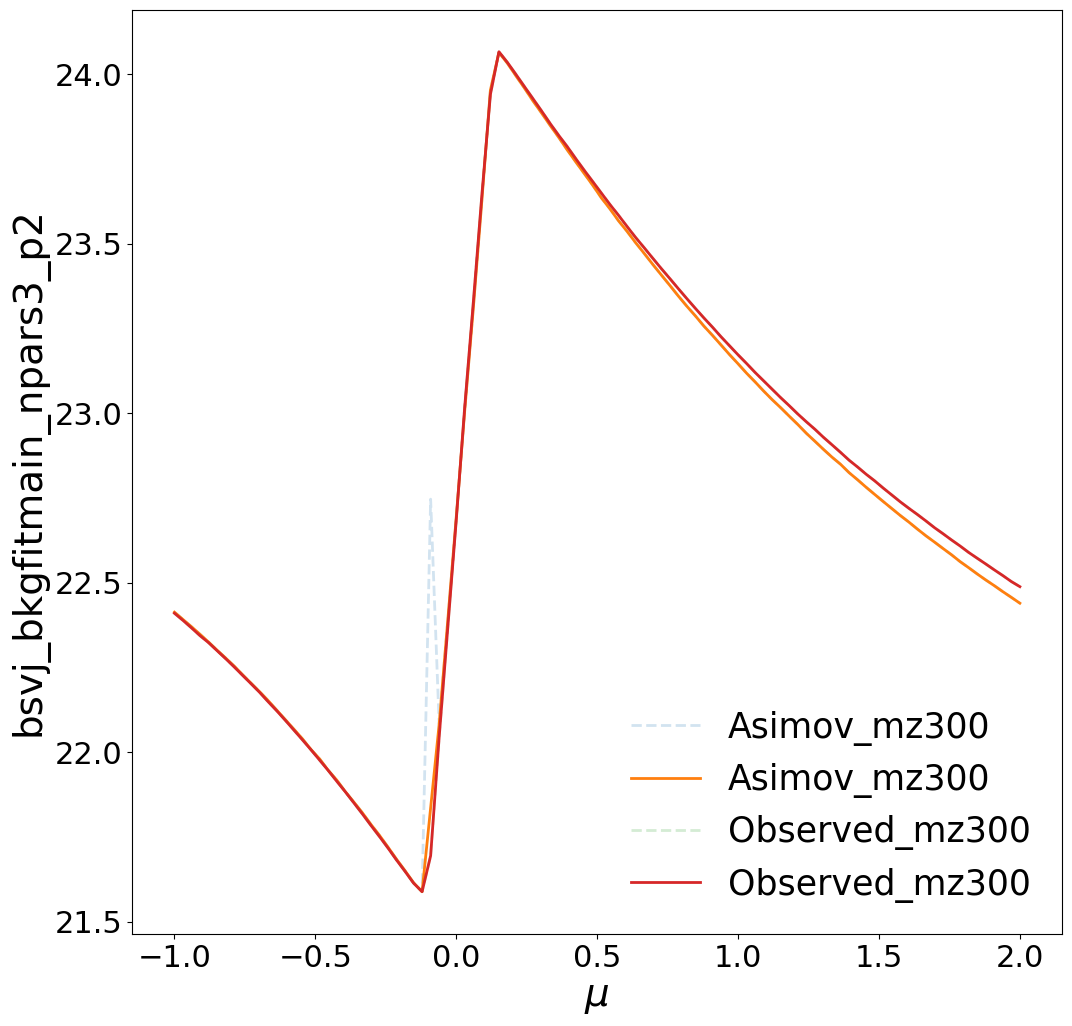 24.0
23.5
23.0
22.5
22.0
21.5
bsvj_bkgfitmain_npars3_p2
Asimov_mz300
Asimov_mz300
Observed_mz300
Observed_mz300
−1.0 −0.5 0.0 0.5 1.0 1.5 2.0
μ